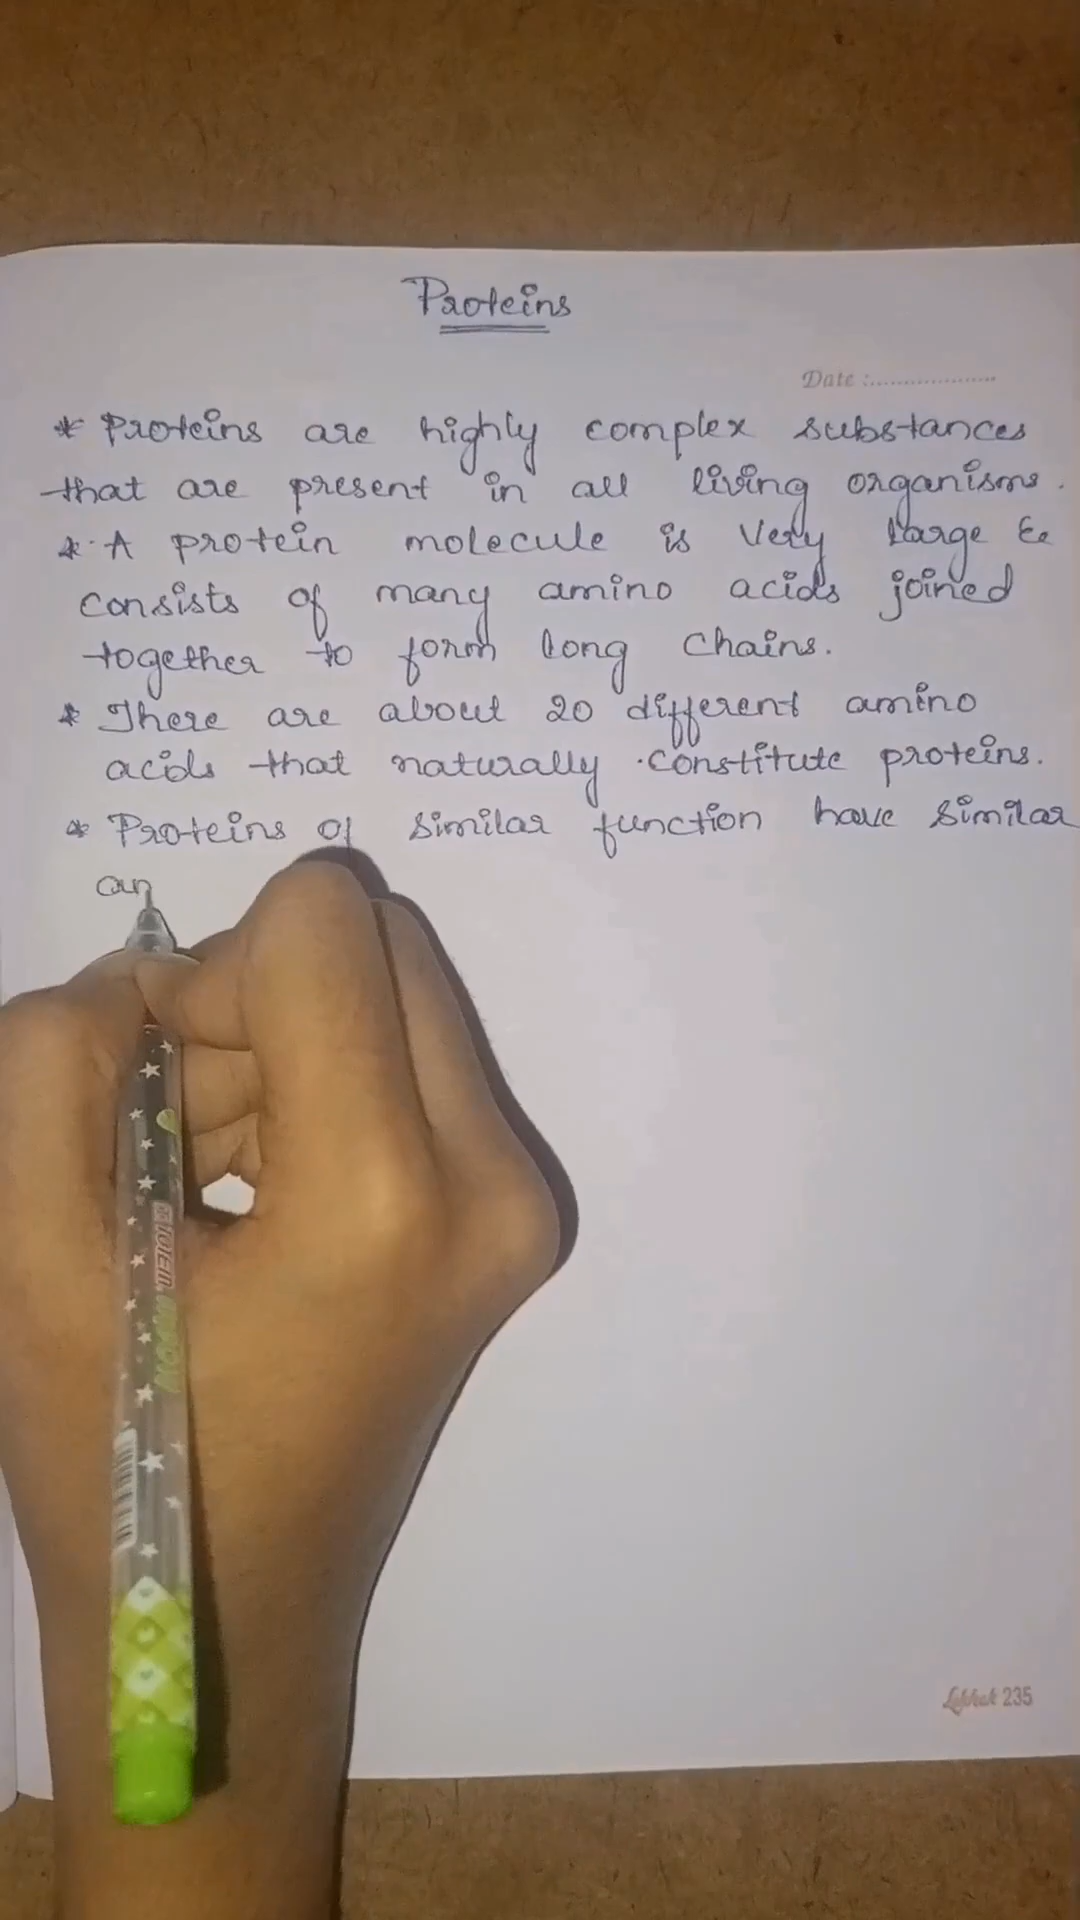 Proteins
Date :....................
* Proteins are highly complex substances
that are present in all living organisms.
* A protein molecule is very large &
consists of many amino acids joined
together to form long chains.
* There are about 20 different amino
acids that naturally constitute proteins.
* Proteins of similar function have similar
am
235